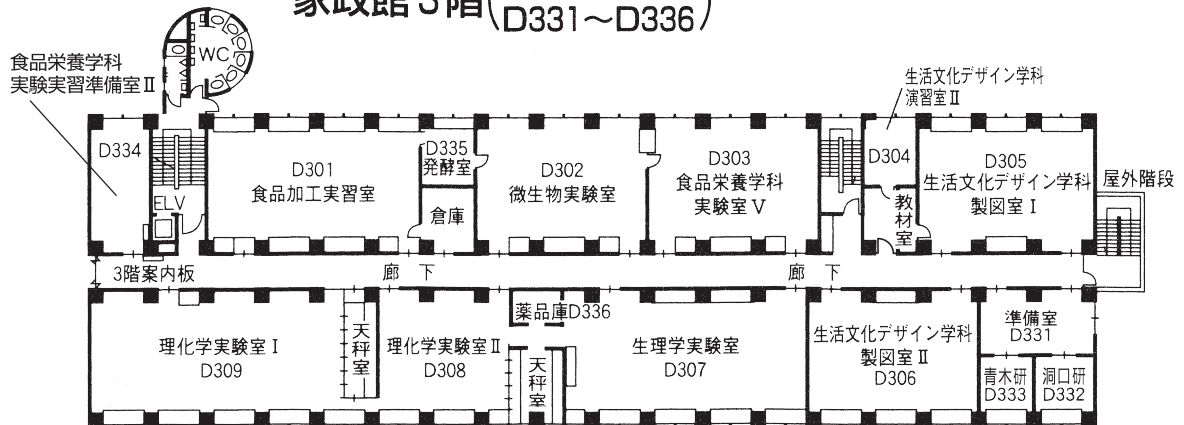 家政館3階(D331～D336)
WC
食品栄養学科
実験実習準備室Ⅱ
生活文化デザイン学科
演習室Ⅱ
D334
D301
食品加工実習室
D335
発酵室
D302
微生物実験室
D303
食品栄養学科
実験室Ⅴ
D304
D305
生活文化デザイン学科
製図室Ⅰ
屋外階段
ELV
倉庫
教材室
3階案内板
廊下
廊下
理化学実験室Ⅰ
D309
天秤室
理化学実験室Ⅱ
D308
薬品庫D336
天秤室
生理学実験室
D307
生活文化デザイン学科
製図室Ⅱ
D306
準備室
D331
青木研
D333
洞口研
D332